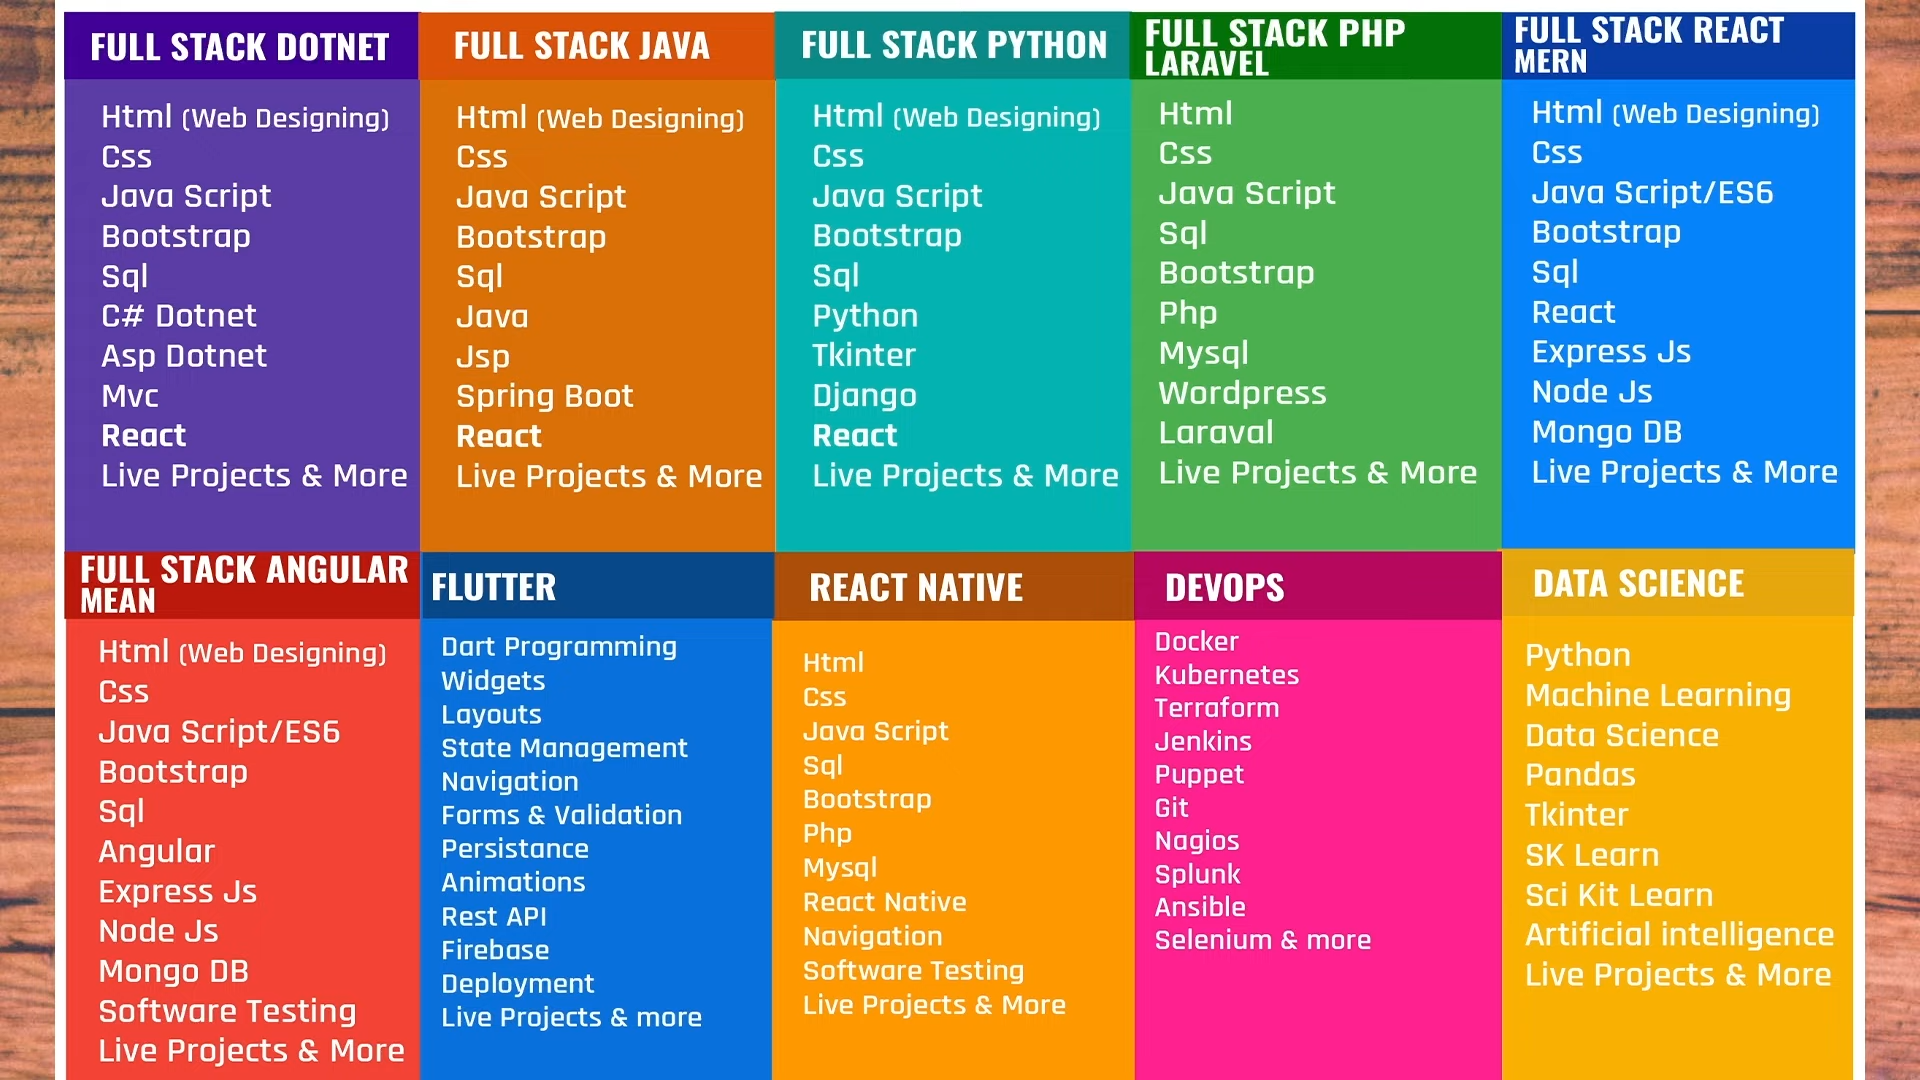 FULL STACK DOTNET
Html (Web Designing)
Css
Java Script
Bootstrap
Sql
C# Dotnet
Asp Dotnet
Mvc
React
Live Projects & More
FULL STACK JAVA
Html (Web Designing)
Css
Java Script
Bootstrap
Sql
Java
Jsp
Spring Boot
React
Live Projects & More
FULL STACK PYTHON
Html (Web Designing)
Css
Java Script
Bootstrap
Sql
Python
Tkinter
Django
React
Live Projects & More
FULL STACK PHP
LARAVEL
Html
Css
Java Script
Sql
Bootstrap
Php
Mysql
Wordpress
Laraval
Live Projects & More
FULL STACK REACT
MERN
Html (Web Designing)
Css
Java Script/ES6
Bootstrap
Sql
React
Express Js
Node Js
Mongo DB
Live Projects & More
FULL STACK ANGULAR
MEAN
Html (Web Designing)
Css
Java Script/ES6
Bootstrap
Sql
Angular
Express Js
Node Js
Mongo DB
Software Testing
Live Projects & More
FLUTTER
Dart Programming
Widgets
Layouts
State Management
Navigation
Forms & Validation
Persistance
Animations
Rest API
Firebase
Deployment
Live Projects & more
REACT NATIVE
Html
Css
Java Script
Sql
Bootstrap
Php
Mysql
React Native
Navigation
Software Testing
Live Projects & More
DEVOPS
Docker
Kubernetes
Terraform
Jenkins
Puppet
Git
Nagios
Splunk
Ansible
Selenium & more
DATA SCIENCE
Python
Machine Learning
Data Science
Pandas
Tkinter
SK Learn
Sci Kit Learn
Artificial intelligence
Live Projects & More